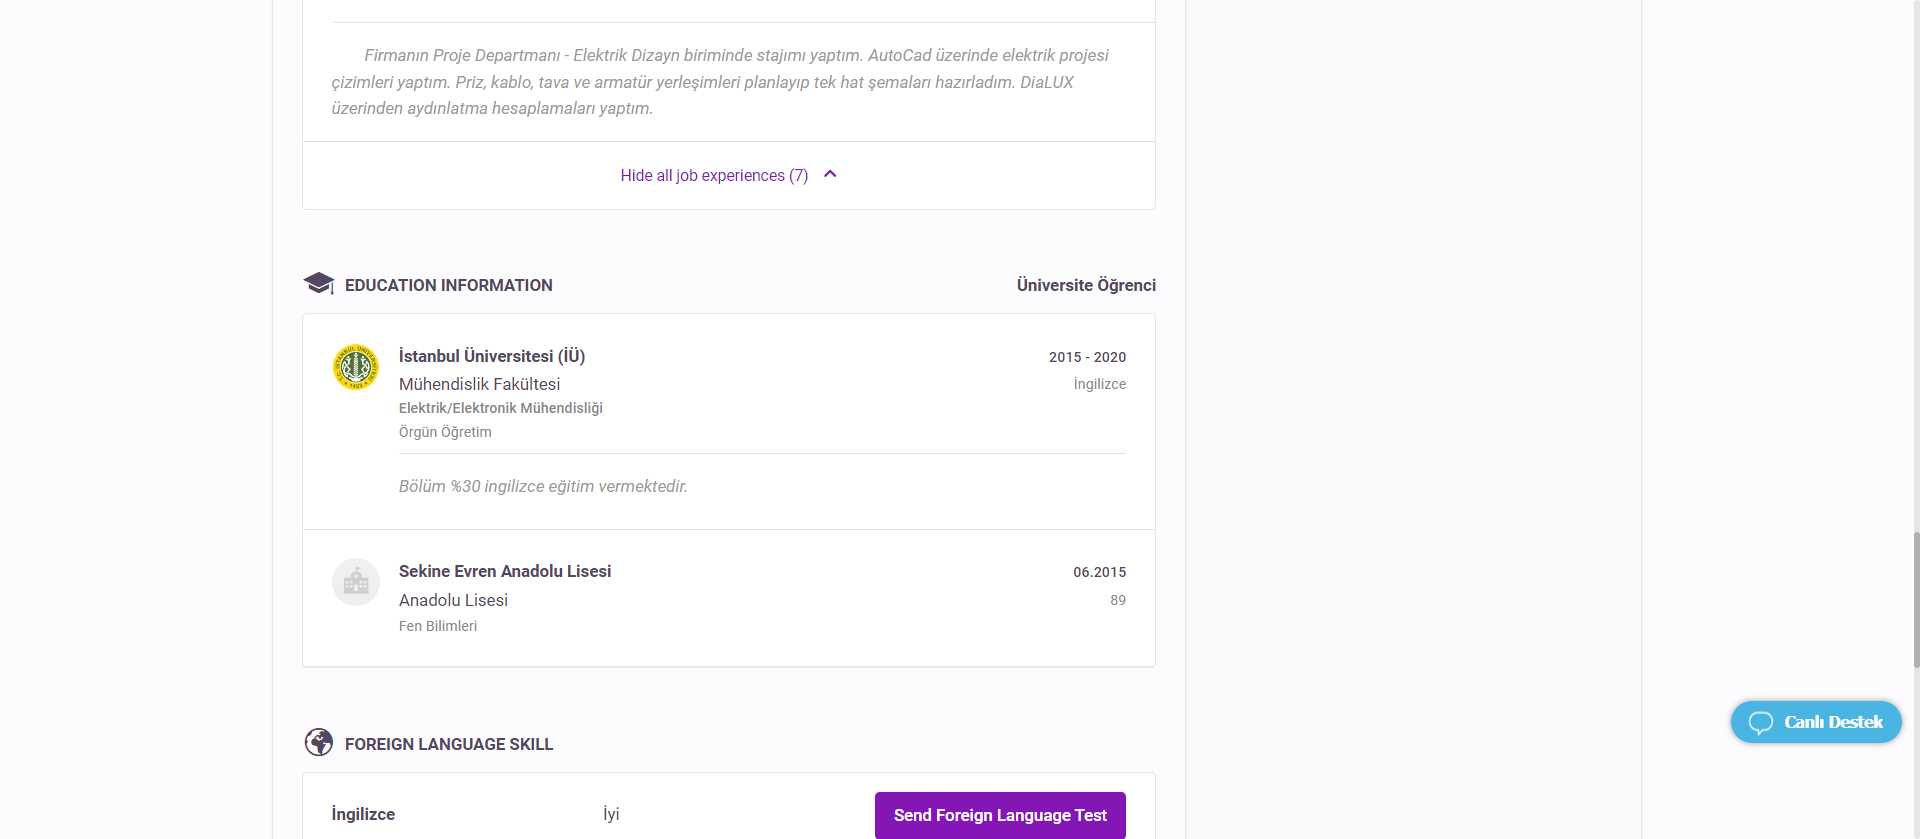 Firmanın Proje Departmanı - Elektrik Dizayn biriminde stajımı yaptım. AutoCad üzerinde elektrik projesi
çizimleri yaptım. Priz, kablo, tava ve armatür yerleşimleri planlayıp tek hat şemaları hazırladım. DiaLUX
üzerinden aydınlatma hesaplamaları yaptım.
Hide all job experiences (7)
EDUCATION INFORMATION
Üniversite Öğrenci
İstanbul Üniversitesi (İÜ)
2015 - 2020
Mühendislik Fakültesi
İngilizce
Elektrik/Elektronik Mühendisliği
Örgün Öğretim
Bölüm %30 ingilizce eğitim vermektedir.
Sekine Evren Anadolu Lisesi
06.2015
Anadolu Lisesi
89
Fen Bilimleri
Canlı Destek
FOREIGN LANGUAGE SKILL
İngilizce
İyi
Send Foreign Language Test